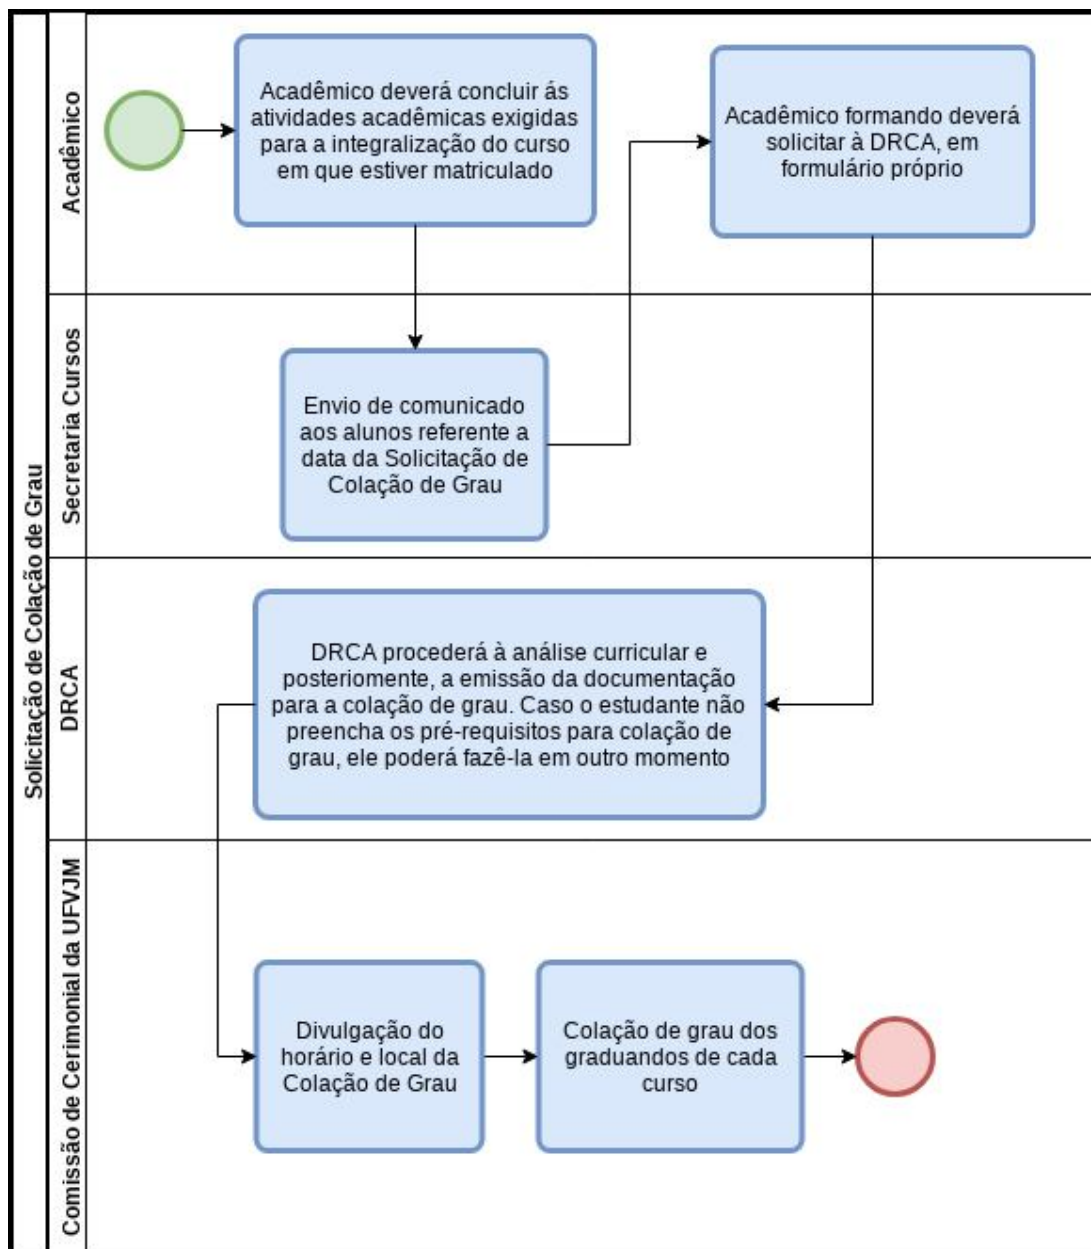 Solicitação de Colação de Grau
Acadêmico
Acadêmico deverá concluir ás
atividades acadêmicas exigidas
para a integralização do curso
em que estiver matriculado
Acadêmico formando deverá
solicitar à DRCA, em
formulário próprio
Secretaria Cursos
Envio de comunicado
aos alunos referente a
data da Solicitação de
Colação de Grau
DRCA
DRCA procederá à análise curricular e
posteriomente, a emissão da documentação
para a colação de grau. Caso o estudante não
preencha os pré-requisitos para colação de
grau, ele poderá fazê-la em outro momento
Comissão de Cerimonial da UFVJM
Divulgação do
horário e local da
Colação de Grau
Colação de grau dos
graduandos de cada
curso